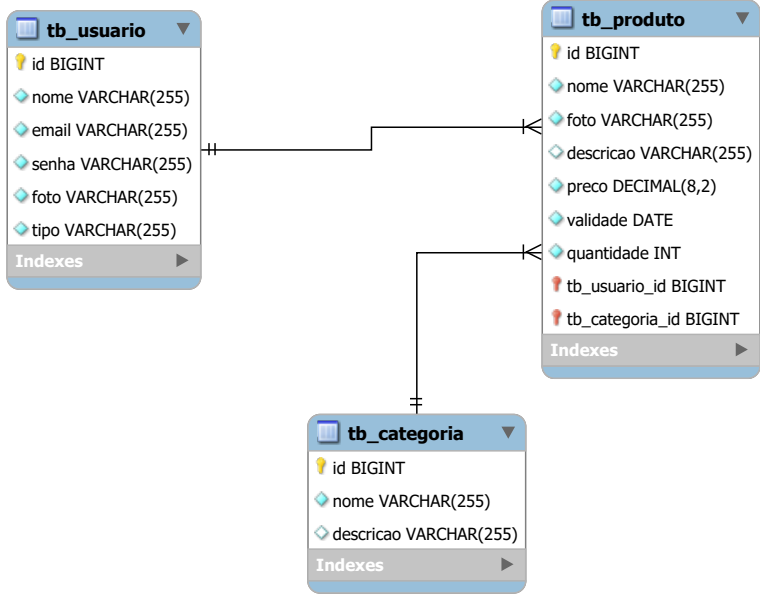 tb_usuario
id BIGINT
nome VARCHAR(255)
email VARCHAR(255)
senha VARCHAR(255)
foto VARCHAR(255)
tipo VARCHAR(255)
Indexes
tb_produto
id BIGINT
nome VARCHAR(255)
foto VARCHAR(255)
descricao VARCHAR(255)
preco DECIMAL(8,2)
validade DATE
quantidade INT
tb_usuario_id BIGINT
tb_categoria_id BIGINT
Indexes
tb_categoria
id BIGINT
nome VARCHAR(255)
descricao VARCHAR(255)
Indexes